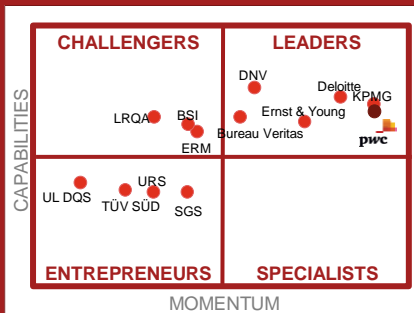 CHALLENGERS
LEADERS
DNV
Deloitte
KPMG
LRQA
BSI
Ernst & Young
Bureau Veritas
ERM
pwc
CAPABILITIES
URS
UL DQS
TÜV SÜD
SGS
ENTREPRENEURS
SPECIALISTS
MOMENTUM